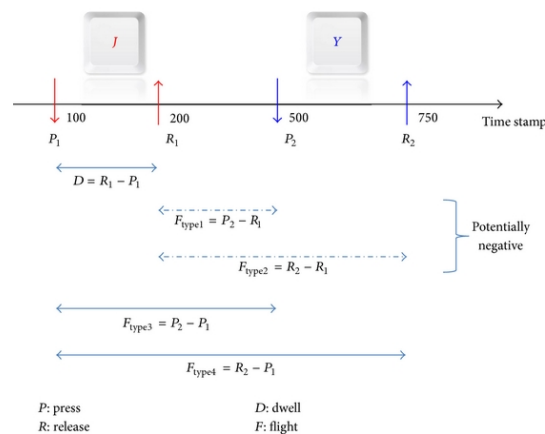 J Y
100 200 500 750 Time stamp
P1 R1 P2 R2
D = R1 − P1
Ftype1 = P2 − R1
Potentially
negative
Ftype2 = R2 − R1
Ftype3 = P2 − P1
Ftype4 = R2 − P1
P: press D: dwell
R: release F: flight